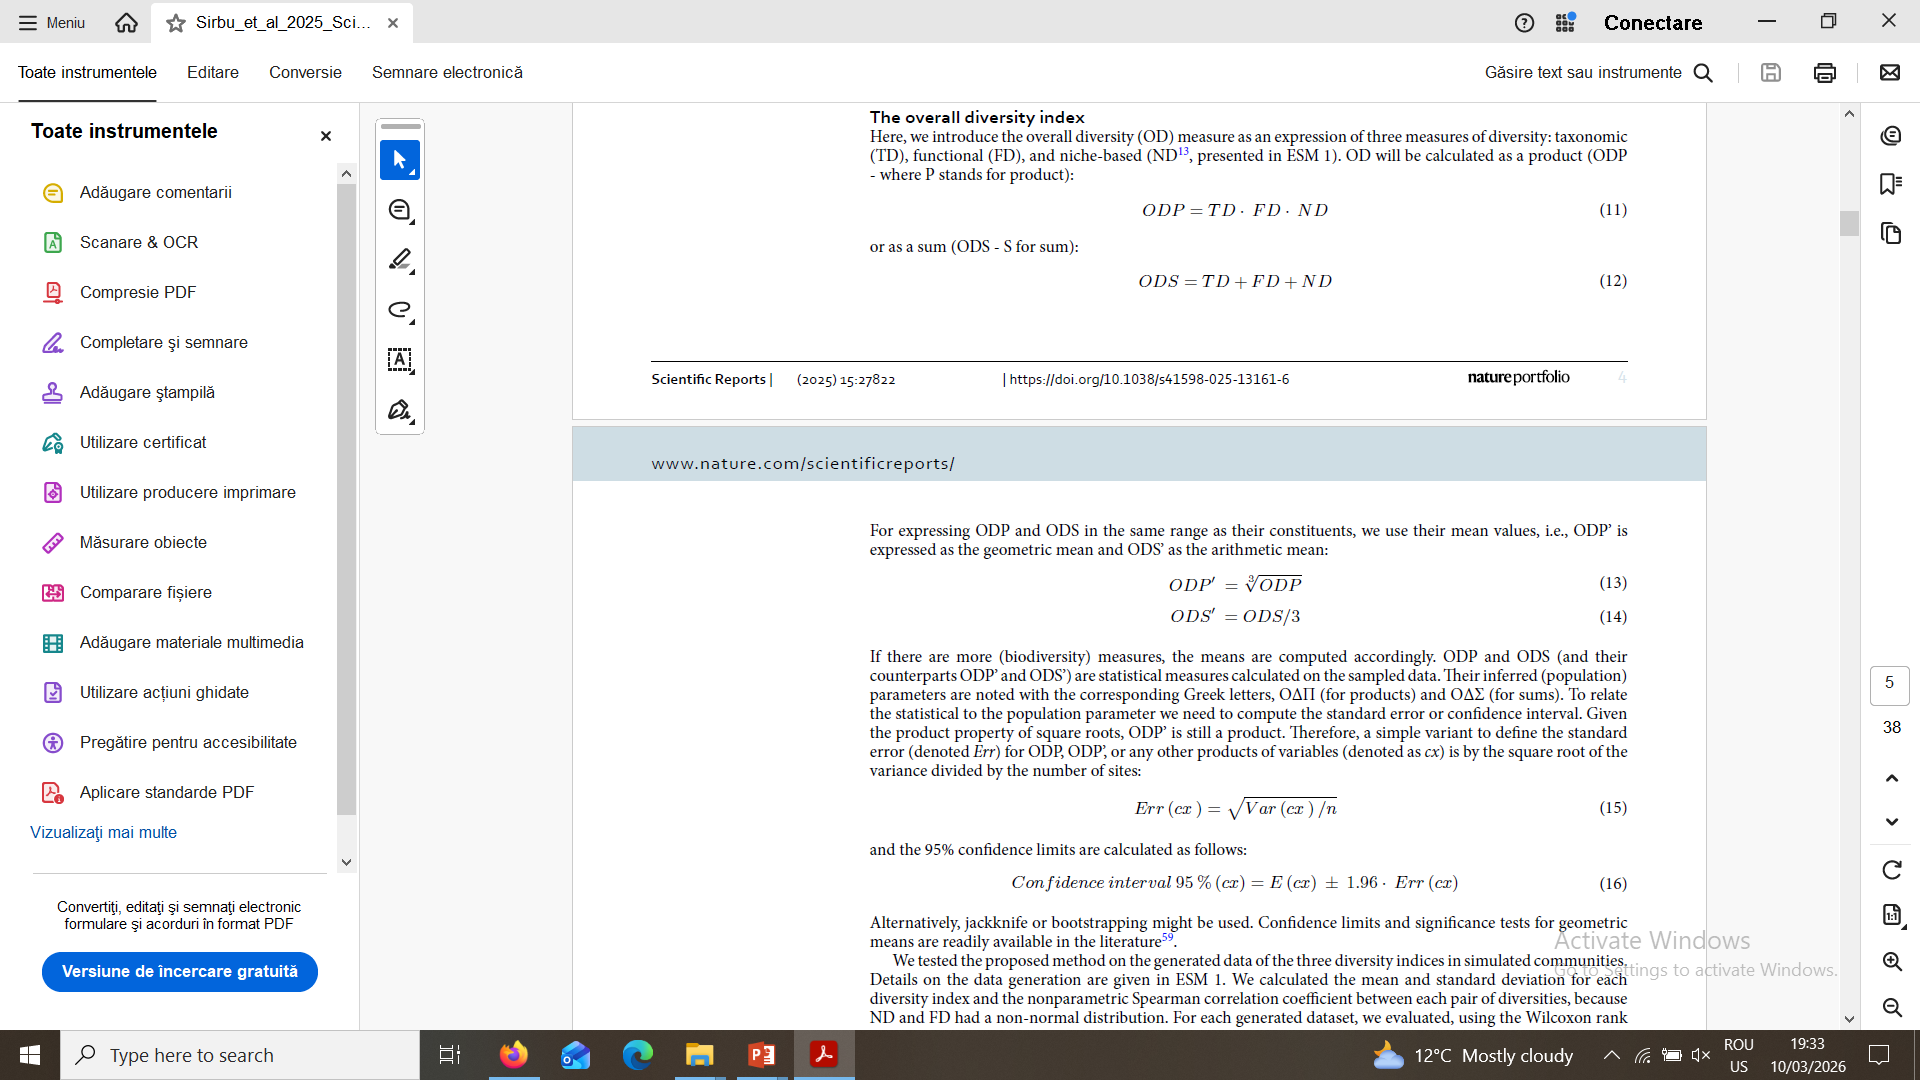 Meniu
Sirbu_et_al_2025_Sci...
Conectare
Toate instrumentele
Editare
Conversie
Semnare electronică
Găsire text sau instrumente
Toate instrumentele
Adăugare comentarii
Scanare & OCR
Compresie PDF
Completare şi semnare
Adăugare ştampilă
Utilizare certificat
Utilizare producere imprimare
Măsurare obiecte
Comparare fișiere
Adăugare materiale multimedia
Utilizare acțiuni ghidate
Pregătire pentru accesibilitate
Aplicare standarde PDF
Vizualizaţi mai multe
Convertiţi, editaţi şi semnaţi electronic
formulare şi acorduri în format PDF
Versiune de încercare gratuită
The overall diversity index
Here, we introduce the overall diversity (OD) measure as an expression of three measures of diversity: taxonomic
(TD), functional (FD), and niche-based (ND13, presented in ESM 1). OD will be calculated as a product (ODP
- where P stands for product):
ODP = TD · FD · ND (11)
or as a sum (ODS - S for sum):
ODS = TD + FD + ND (12)
Scientific Reports | (2025) 15:27822 | https://doi.org/10.1038/s41598-025-13161-6 natureportfolio 4
www.nature.com/scientificreports/
For expressing ODP and ODS in the same range as their constituents, we use their mean values, i.e., ODP’ is
expressed as the geometric mean and ODS’ as the arithmetic mean:
ODP′ = ∛ODP (13)
ODS′ = ODS/3 (14)
If there are more (biodiversity) measures, the means are computed accordingly. ODP and ODS (and their
counterparts ODP’ and ODS’) are statistical measures calculated on the sampled data. Their inferred (population)
parameters are noted with the corresponding Greek letters, ΟΔΠ (for products) and ΟΔΣ (for sums). To relate
the statistical to the population parameter we need to compute the standard error or confidence interval. Given
the product property of square roots, ODP’ is still a product. Therefore, a simple variant to define the standard
error (denoted Err) for ODP, ODP’, or any other products of variables (denoted as cx) is by the square root of the
variance divided by the number of sites:
Err (cx) = √Var (cx) /n (15)
and the 95% confidence limits are calculated as follows:
Confidence interval 95 % (cx) = E (cx) ± 1.96 · Err (cx) (16)
Alternatively, jackknife or bootstrapping might be used. Confidence limits and significance tests for geometric
means are readily available in the literature59.
We tested the proposed method on the generated data of the three diversity indices in simulated communities.
Details on the data generation are given in ESM 1. We calculated the mean and standard deviation for each
diversity index and the nonparametric Spearman correlation coefficient between each pair of diversities, because
ND and FD had a non-normal distribution. For each generated dataset, we evaluated, using the Wilcoxon rank
Activate Windows
Go to Settings to activate Windows.
5
38
1:1
Type here to search
12°C Mostly cloudy
ROU
US
19:33
10/03/2026